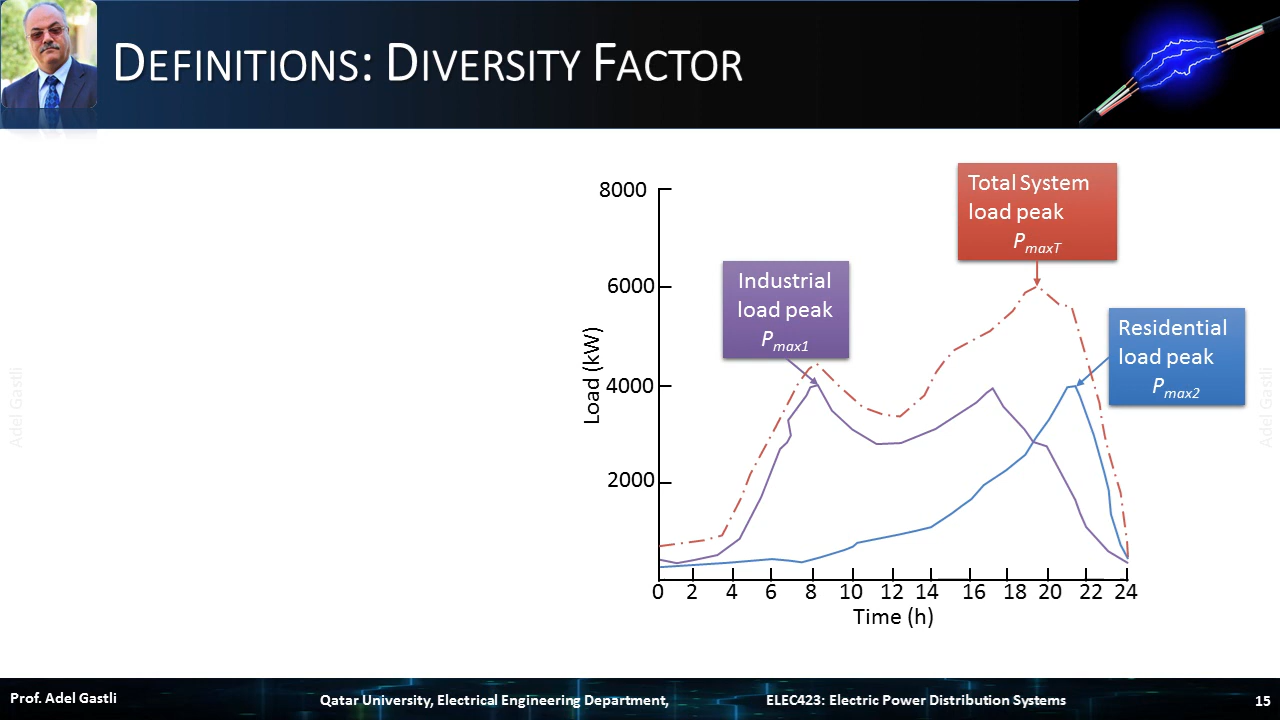 DEFINITIONS: DIVERSITY FACTOR
8000
6000
4000
2000
Load (kW)
Total System
load peak
PmaxT
Industrial
load peak
Pmax1
Residential
load peak
Pmax2
0 2 4 6 8 10 12 14 16 18 20 22 24
Time (h)
Adel Gastli
Adel Gastli
Prof. Adel Gastli
Qatar University, Electrical Engineering Department,
ELEC423: Electric Power Distribution Systems
15